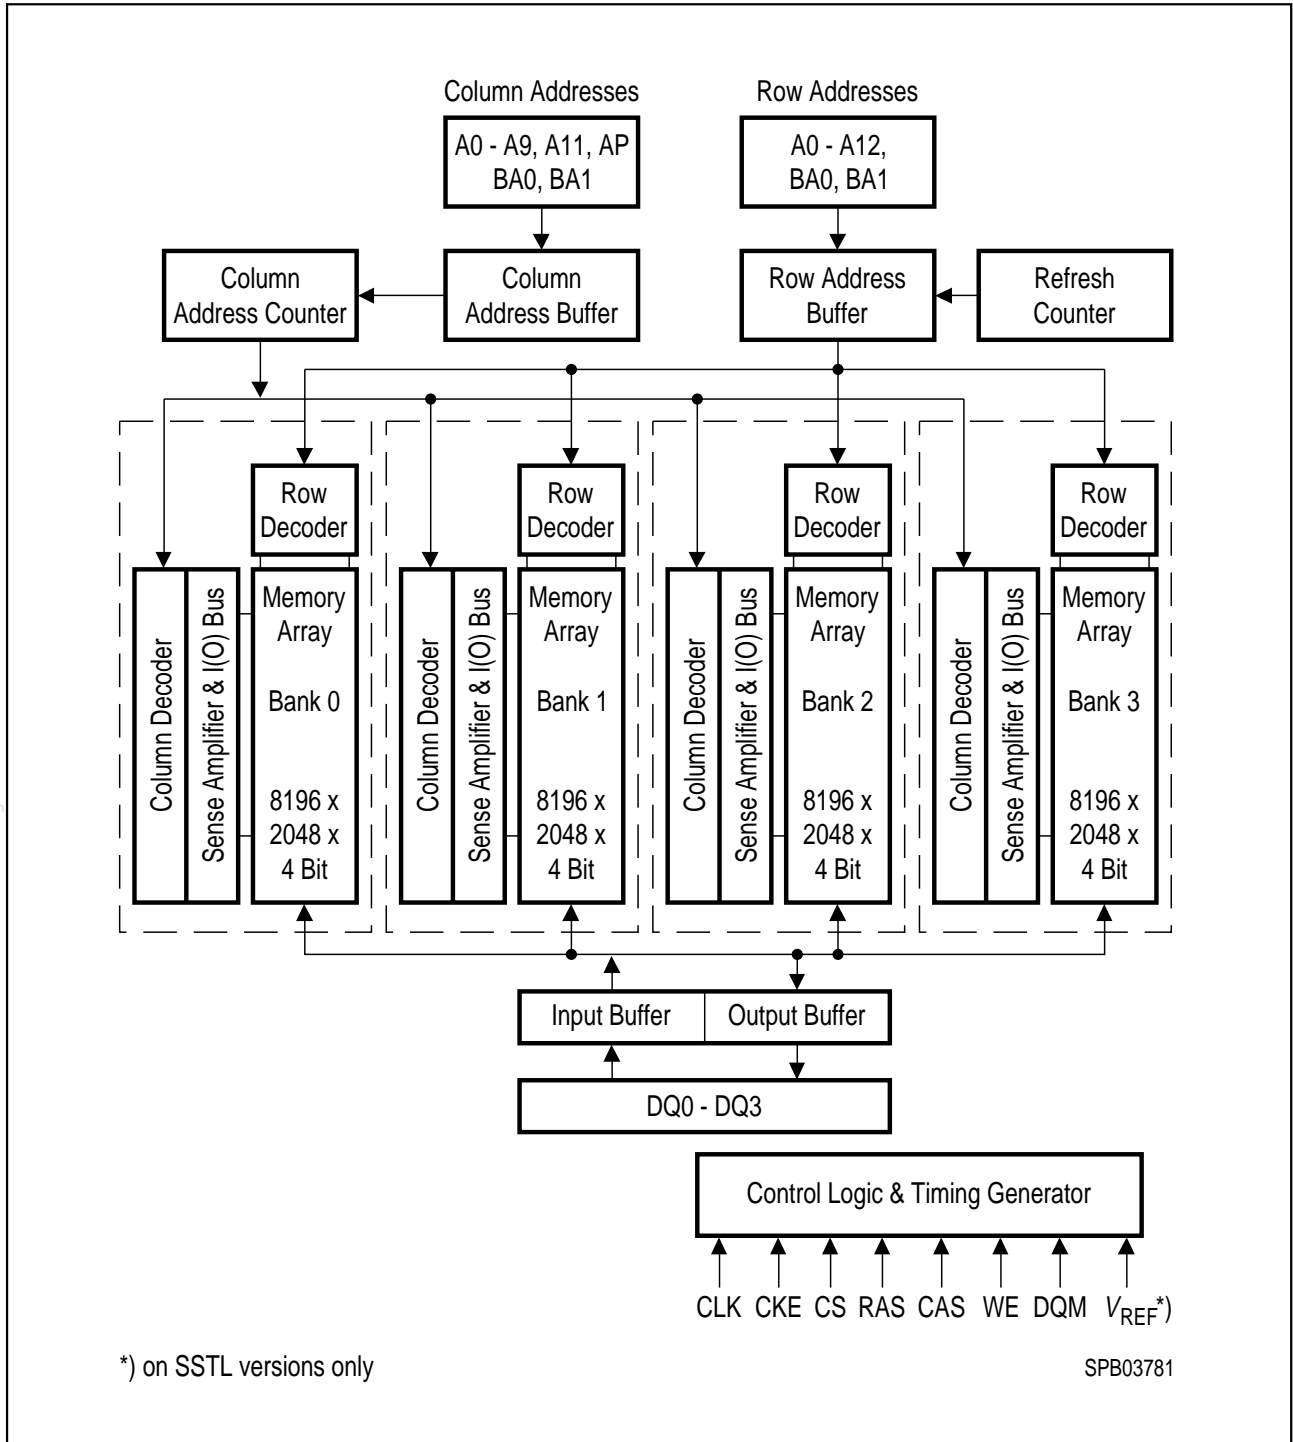 Column Addresses
A0 - A9, A11, AP
BA0, BA1
Row Addresses
A0 - A12,
BA0, BA1
Column
Address Counter
Column
Address Buffer
Row Address
Buffer
Refresh
Counter
Row
Decoder
Row
Decoder
Row
Decoder
Row
Decoder
Column Decoder
Sense Amplifier & I(O) Bus
Memory
Array
Bank 0
8196 x
2048 x
4 Bit
Column Decoder
Sense Amplifier & I(O) Bus
Memory
Array
Bank 1
8196 x
2048 x
4 Bit
Column Decoder
Sense Amplifier & I(O) Bus
Memory
Array
Bank 2
8196 x
2048 x
4 Bit
Column Decoder
Sense Amplifier & I(O) Bus
Memory
Array
Bank 3
8196 x
2048 x
4 Bit
Input Buffer
Output Buffer
DQ0 - DQ3
Control Logic & Timing Generator
CLK CKE CS RAS CAS WE DQM VREF*)
*) on SSTL versions only
SPB03781